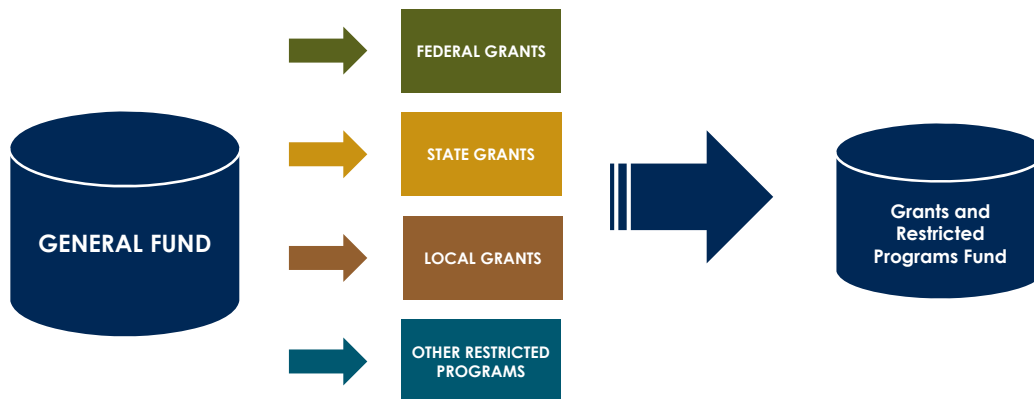 GENERAL FUND
FEDERAL GRANTS
STATE GRANTS
LOCAL GRANTS
OTHER RESTRICTED
PROGRAMS
Grants and
Restricted
Programs Fund